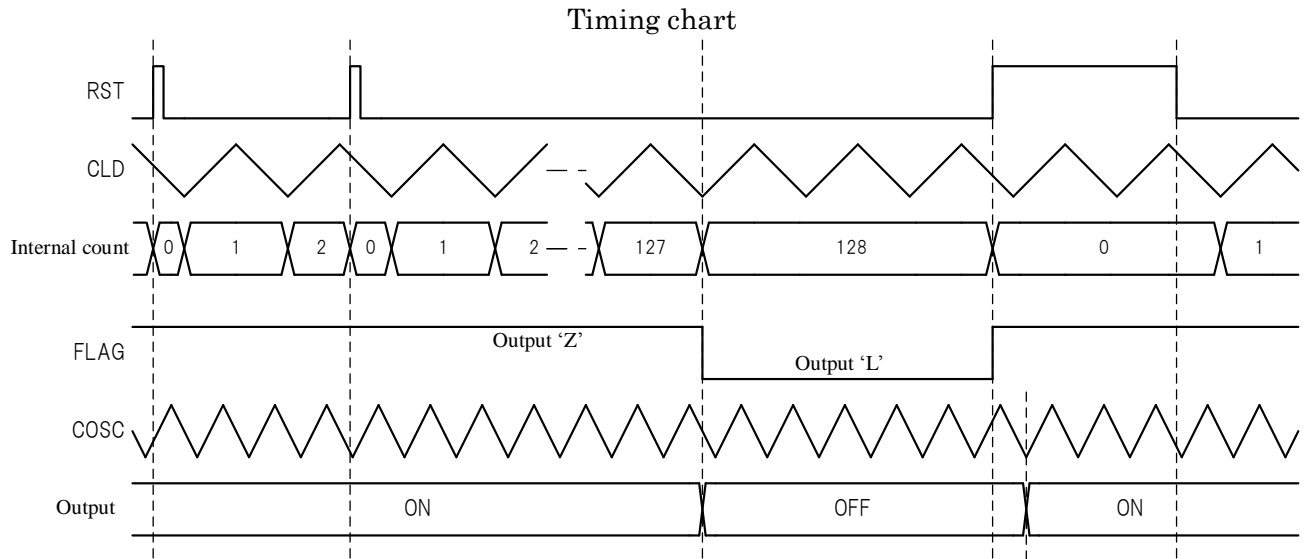 Timing chart
RST
CLD
Internal count 0 1 2 0 1 2 127 128 0 1
FLAG Output ‘Z’ Output ‘L’
COSC
Output ON OFF ON